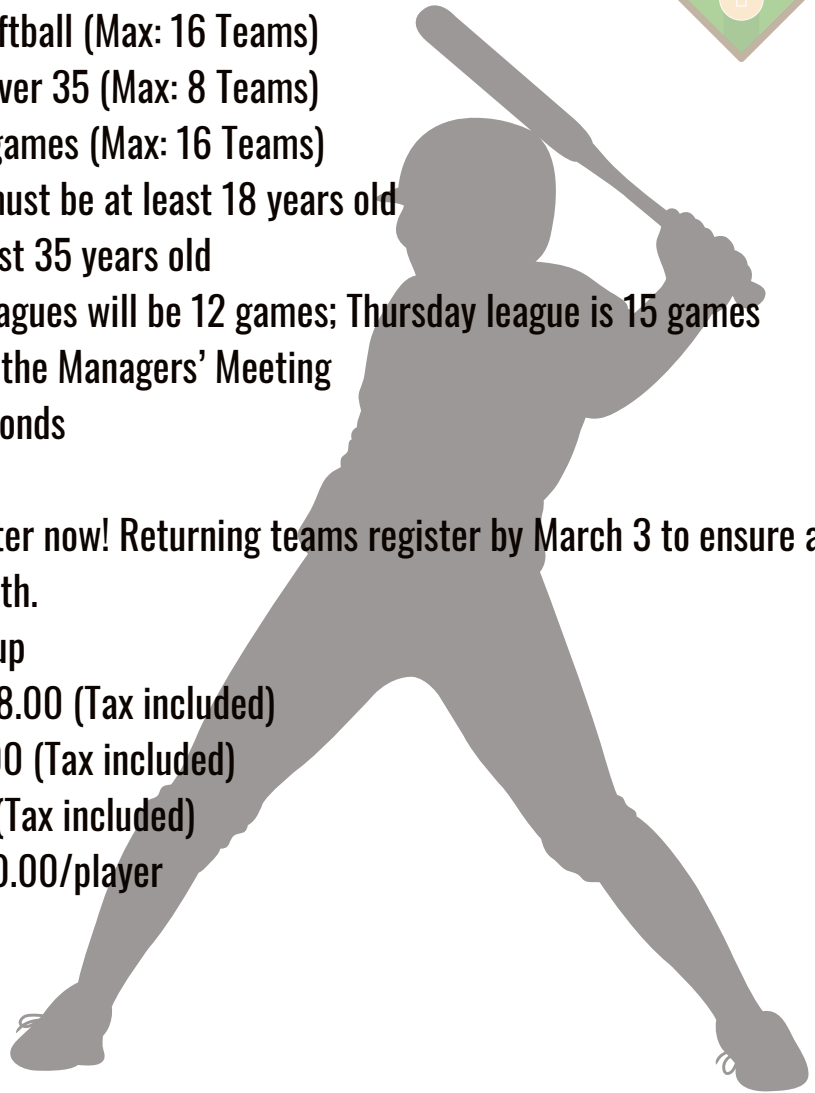 ftball (Max: 16 Teams)
ver 35 (Max: 8 Teams)
games (Max: 16 Teams)
must be at least 18 years old
st 35 years old
agues will be 12 games; Thursday league is 15 games
the Managers’ Meeting
onds
ter now! Returning teams register by March 3 to ensure a
th.
up
8.00 (Tax included)
00 (Tax included)
(Tax included)
0.00/player